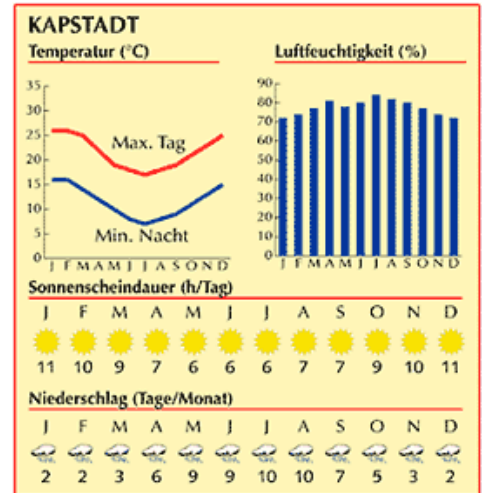 KAPSTADT
Temperatur (°C)
35
30
25
20
15
10
5
0
Max. Tag
Min. Nacht
J F M A M J J A S O N D
Luftfeuchtigkeit (%)
90
80
70
60
50
40
30
20
10
0
J F M A M J J A S O N D
Sonnenscheindauer (h/Tag)
J F M A M J J A S O N D
11 10 9 7 6 6 6 7 7 9 10 11
Niederschlag (Tage/Monat)
J F M A M J J A S O N D
2 2 3 6 9 9 10 10 7 5 3 2